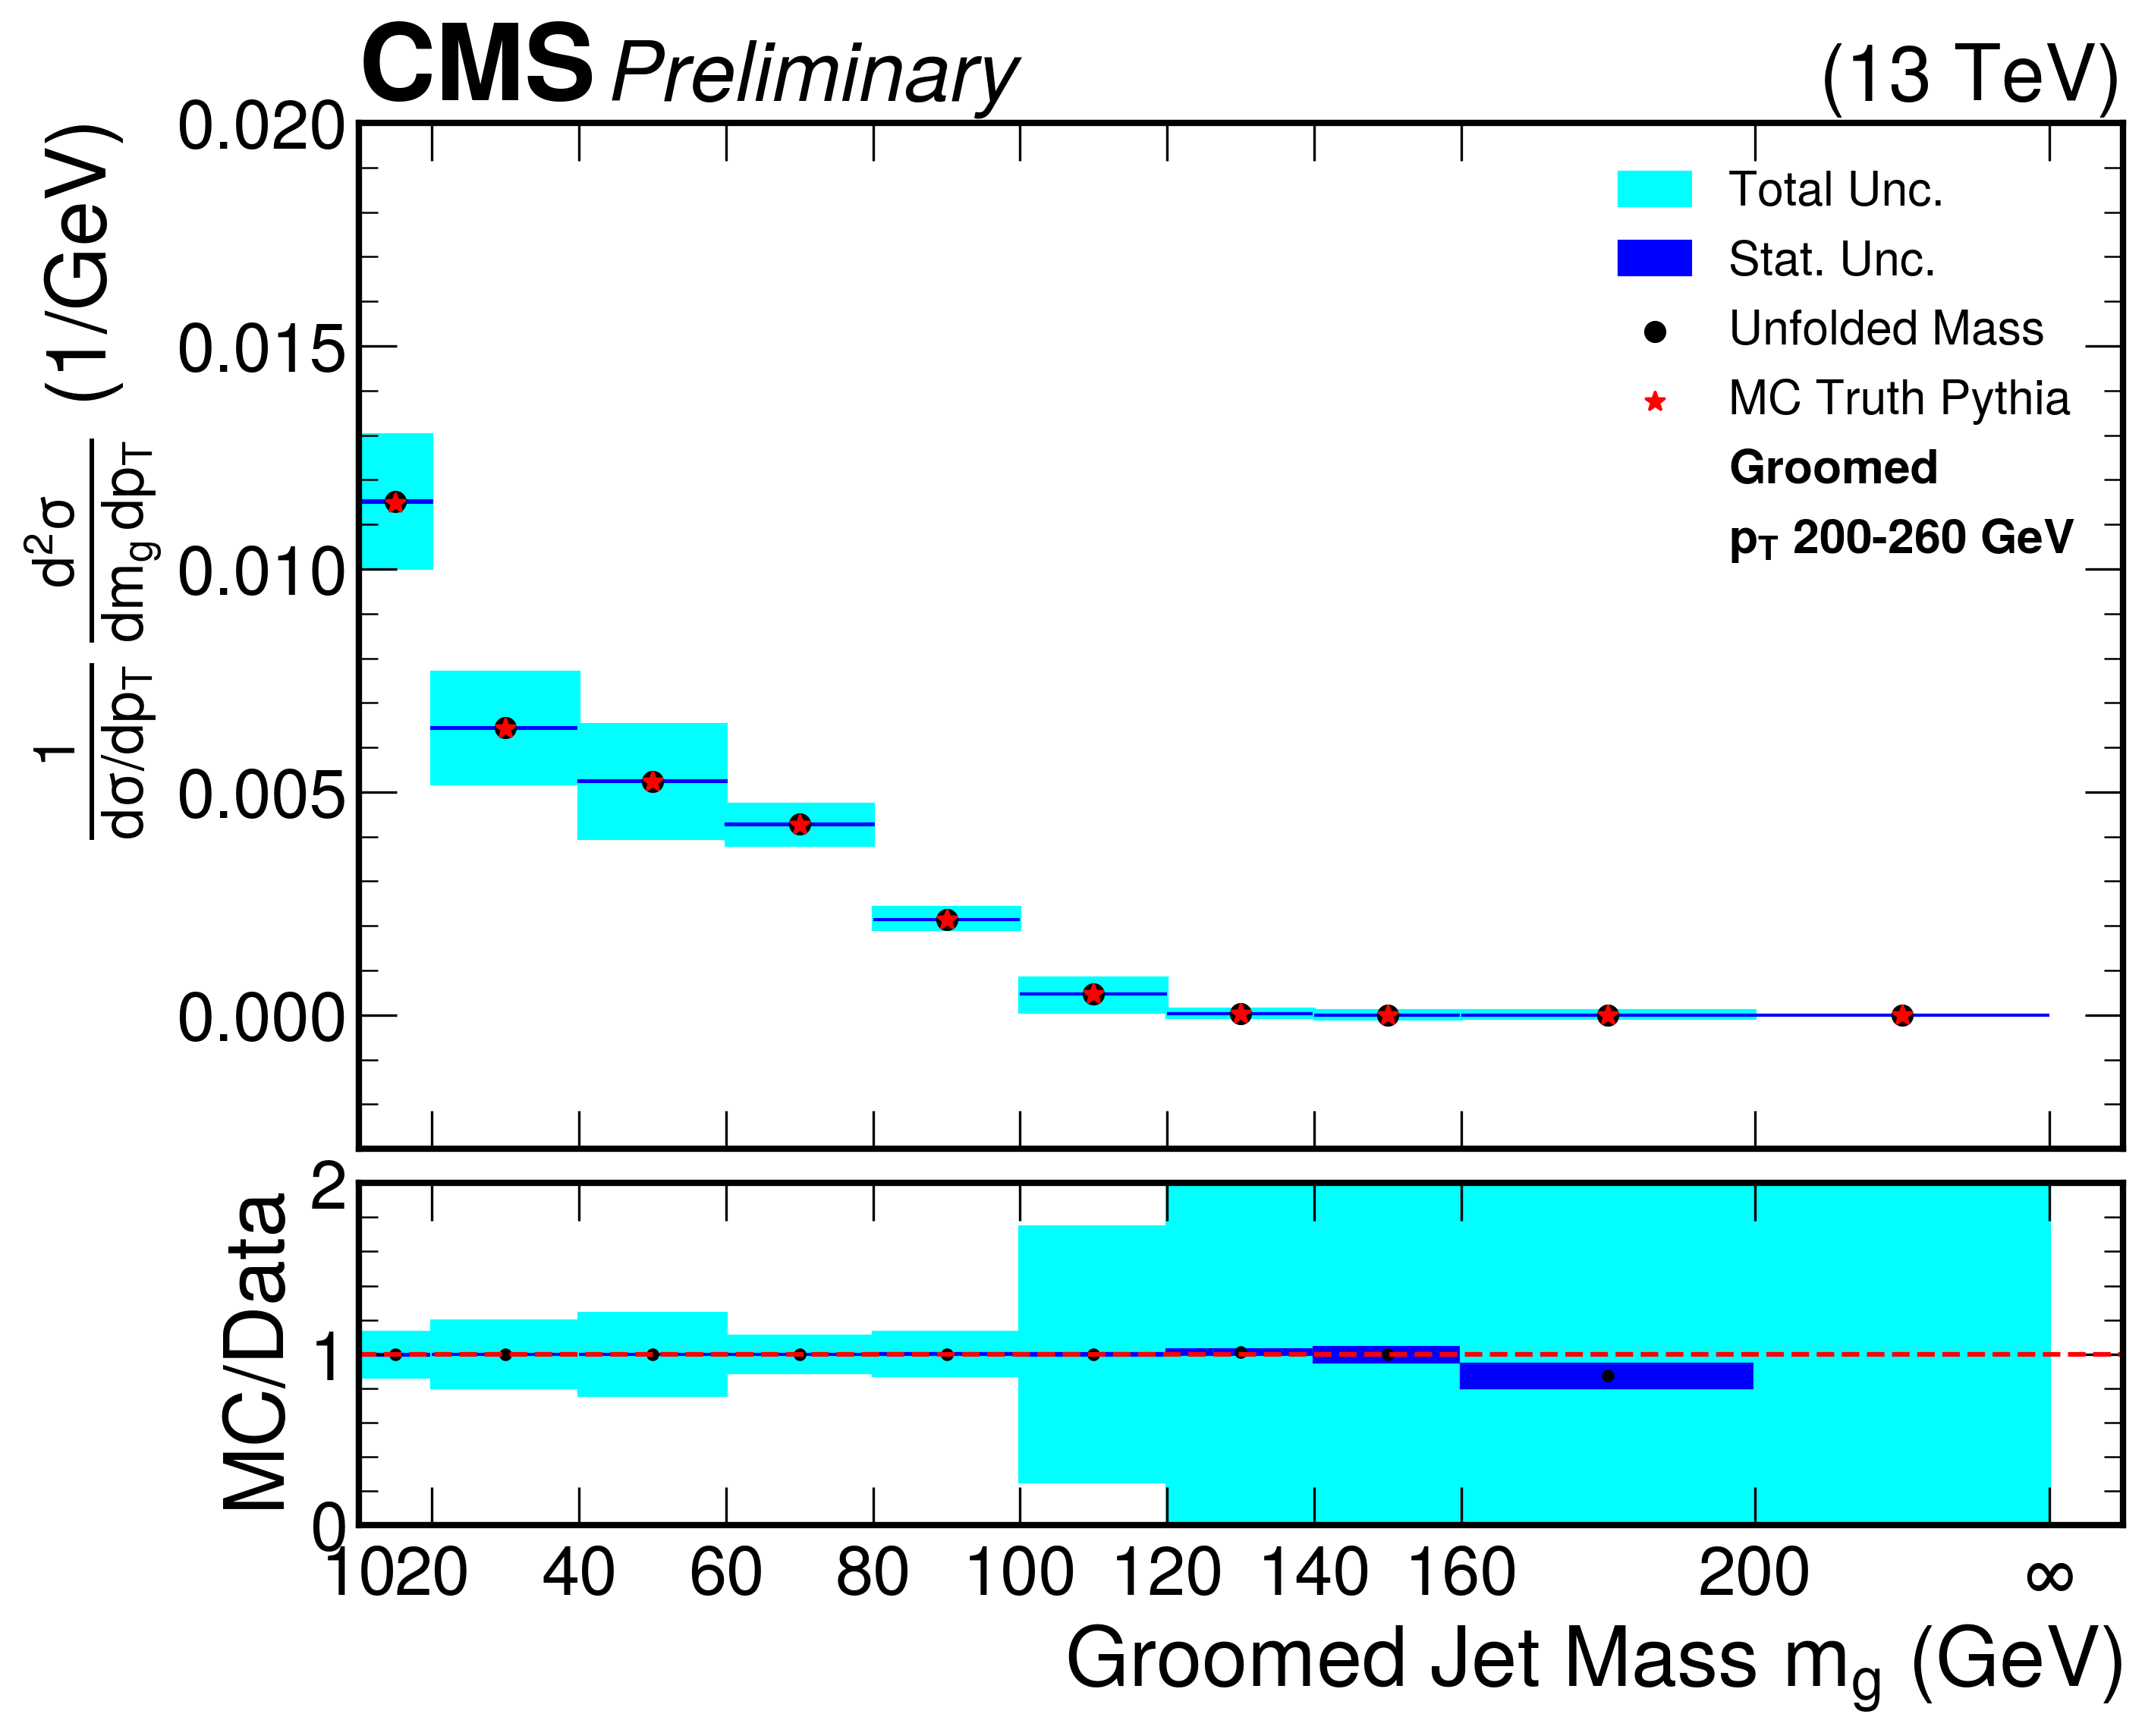 CMS Preliminary (13 TeV)
1/dσ/dp_T d²σ/dm_g dp_T (1/GeV)
0.020
0.015
0.010
0.005
0.000
Total Unc.
Stat. Unc.
Unfolded Mass
MC Truth Pythia
Groomed
p_T 200-260 GeV
MC/Data
2
1
0
10 20 40 60 80 100 120 140 160 200 ∞
Groomed Jet Mass m_g (GeV)